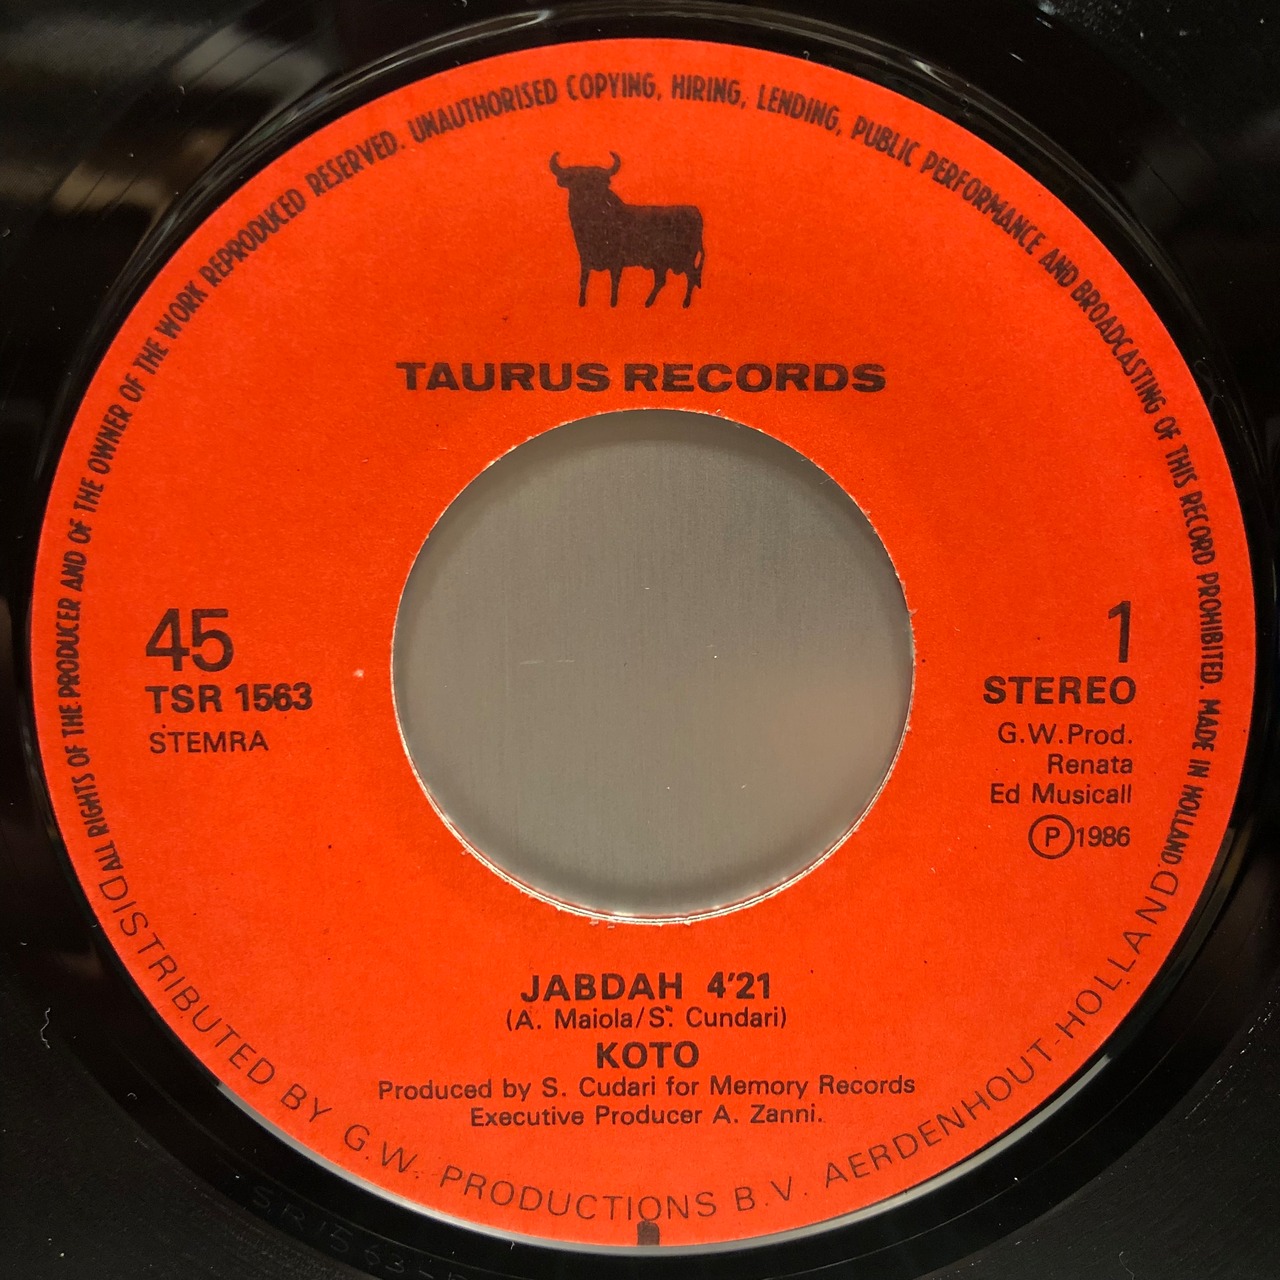 ALL RIGHTS OF THE PRODUCER AND OF THE OWNER OF THE WORK REPRODUCED RESERVED. UNAUTHORISED COPYING, HIRING, LENDING, PUBLIC PERFORMANCE AND BROADCASTING OF THIS RECORD PROHIBITED. MADE IN HOLLAND
TAURUS RECORDS
45
TSR 1563
STEMRA
1
STEREO
G.W.Prod.
Renata
Ed Musicall
Ⓟ1986
JABDAH 4'21
(A. Maiola/S. Cundari)
KOTO
Produced by S. Cudari for Memory Records
Executive Producer A. Zanni.
DISTRIBUTED BY G.W. PRODUCTIONS B.V. AERDENHOUT-HOLLAND